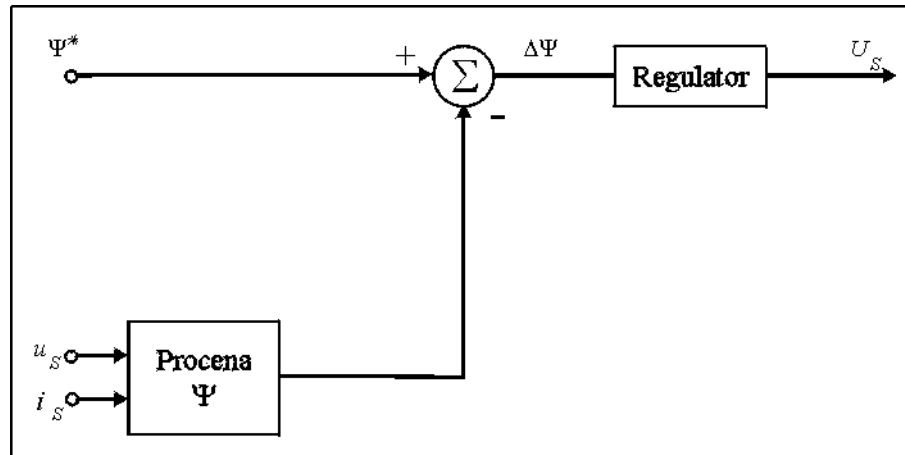 Ψ*
+
Σ
-
ΔΨ
Regulator
U_S
u_S
i_S
Procena
Ψ